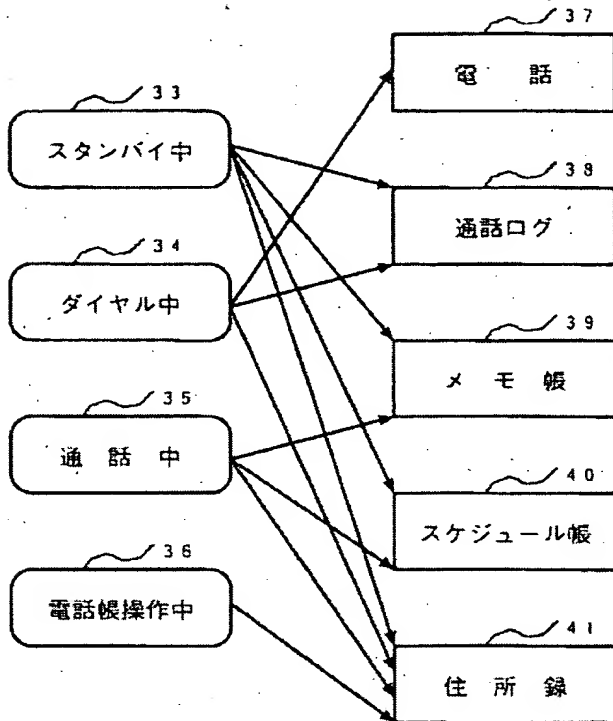 33
スタンバイ中
34
ダイヤル中
35
通話中
36
電話帳操作中
37
電話
38
通話ログ
39
メモ帳
40
スケジュール帳
41
住所録